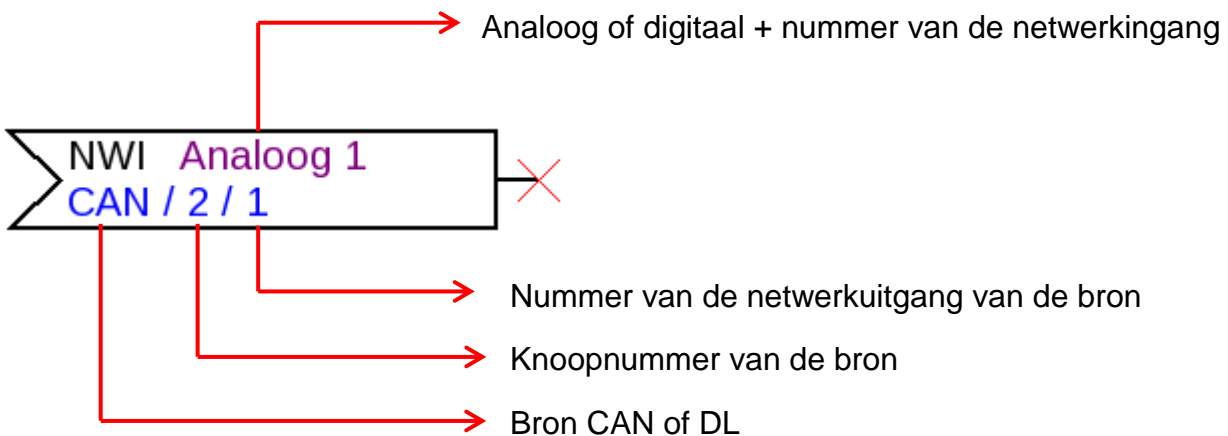 Analoog of digitaal + nummer van de netwerkingang
NWI Analoog 1
CAN / 2 / 1
Nummer van de netwerkuitgang van de bron
Knoopnummer van de bron
Bron CAN of DL